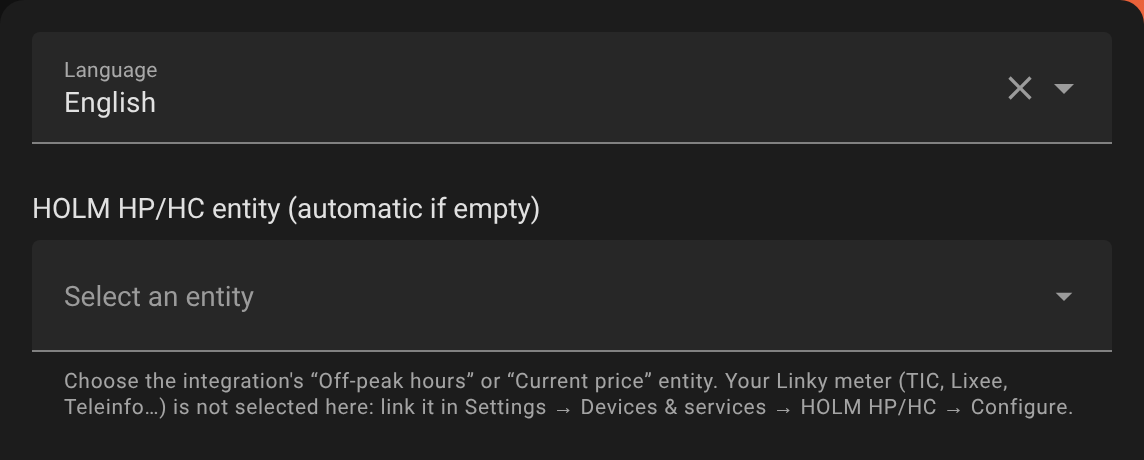 Language
English
HOLM HP/HC entity (automatic if empty)
Select an entity
Choose the integration's “Off-peak hours” or “Current price” entity. Your Linky meter (TIC, Lixee,
Teleinfo…) is not selected here: link it in Settings → Devices & services → HOLM HP/HC → Configure.